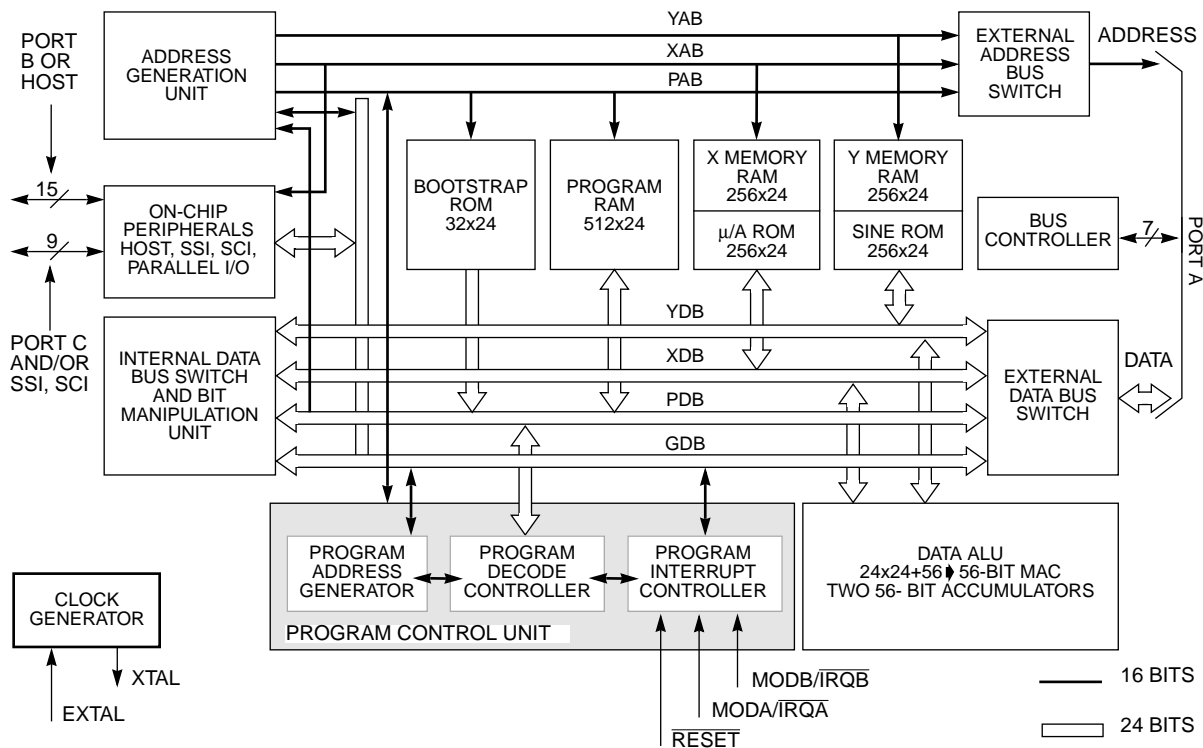 YAB
XAB
PAB
PORT
B OR
HOST
ADDRESS
GENERATION
UNIT
EXTERNAL
ADDRESS
BUS
SWITCH
ADDRESS
15
9
ON-CHIP
PERIPHERALS
HOST, SSI, SCI,
PARALLEL I/O
BOOTSTRAP
ROM
32x24
PROGRAM
RAM
512x24
X MEMORY
RAM
256x24
μ/A ROM
256x24
Y MEMORY
RAM
256x24
SINE ROM
256x24
BUS
CONTROLLER
7
PORT A
PORT C
AND/OR
SSI, SCI
INTERNAL DATA
BUS SWITCH
AND BIT
MANIPULATION
UNIT
YDB
XDB
PDB
GDB
EXTERNAL
DATA BUS
SWITCH
DATA
PROGRAM
ADDRESS
GENERATOR
PROGRAM
DECODE
CONTROLLER
PROGRAM
INTERRUPT
CONTROLLER
PROGRAM CONTROL UNIT
DATA ALU
24x24+56➧56-BIT MAC
TWO 56- BIT ACCUMULATORS
CLOCK
GENERATOR
XTAL
EXTAL
MODB/I̅R̅Q̅B̅
MODA/I̅R̅Q̅A̅
R̅E̅S̅E̅T̅
16 BITS
24 BITS